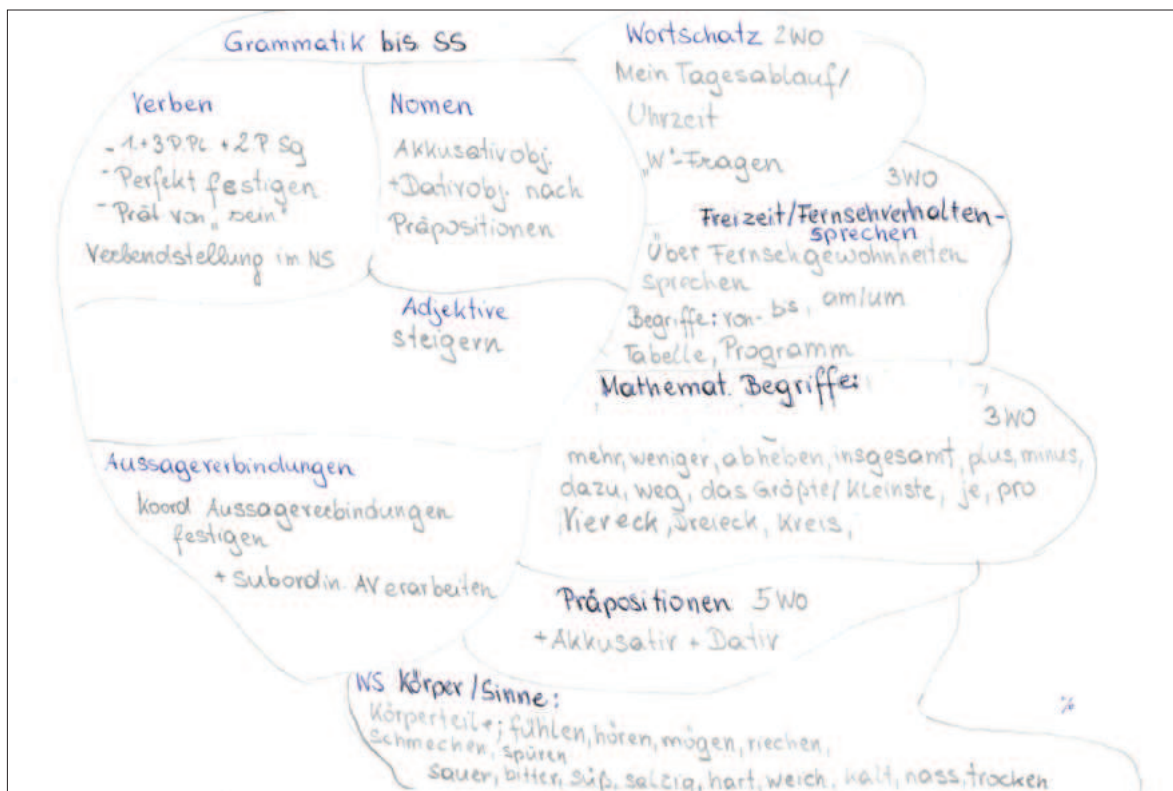 Grammatik bis SS
Verben
- 1.+3.P.Pl. + 2.P Sg
- Perfekt festigen
- Prät von „sein“
Verbendstellung im NS
Nomen
Akkusativobj.
+Dativobj. nach
Präpositionen
Adjektive
steigern
Aussageverbindungen
Koord Aussageverbindungen
festigen
+ Subordin. AV erarbeiten
Wortschatz 2WO
Mein Tagesablauf/
Uhrzeit
„W“-Fragen
3WO
Freizeit/Fernsehverhalten-
sprechen
Über Fernsehgewohnheiten
sprechen
Begriffe: von- bis, am/um
Tabelle, Programm
Mathemat. Begriffe:
3WO
mehr, weniger, abheben, insgesamt, plus, minus,
dazu, weg, das Größte/Kleinste, je, pro
Viereck, Dreieck, Kreis,
Präpositionen 5WO
+Akkusativ + Dativ
WS Körper/Sinne:
Körperteile; fühlen, hören, mögen, riechen,
schmecken, spüren
sauer, bitter, süß, salzig, hart, weich, kalt, nass, trocken
%